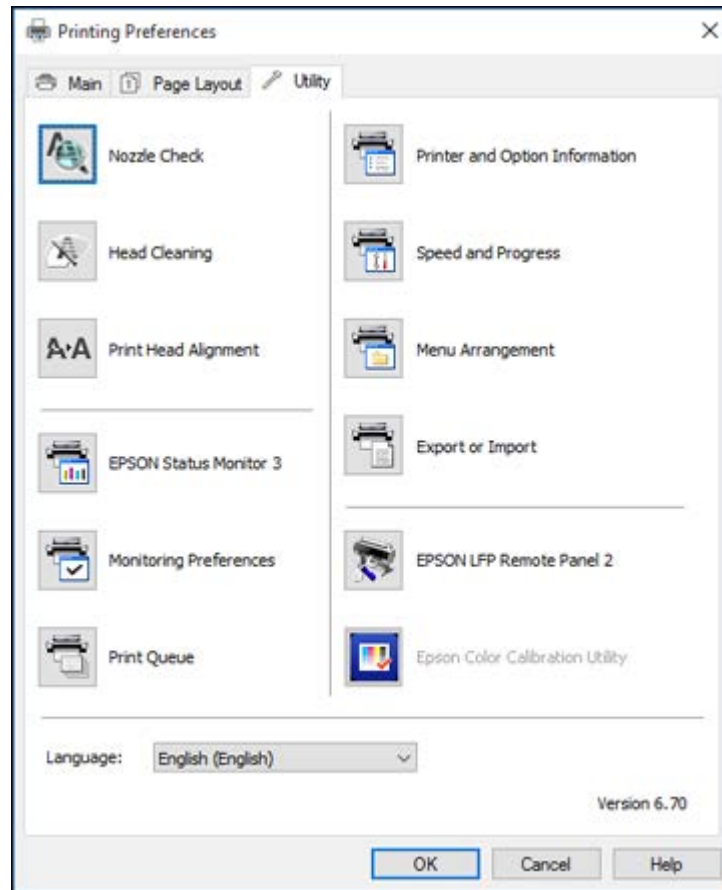 Printing Preferences
Main
Page Layout
Utility
Nozzle Check
Head Cleaning
A▸A
Print Head Alignment
EPSON Status Monitor 3
Monitoring Preferences
Print Queue
Printer and Option Information
Speed and Progress
Menu Arrangement
Export or Import
EPSON LFP Remote Panel 2
Epson Color Calibration Utility
Language:
English (English)
Version 6.70
OK
Cancel
Help